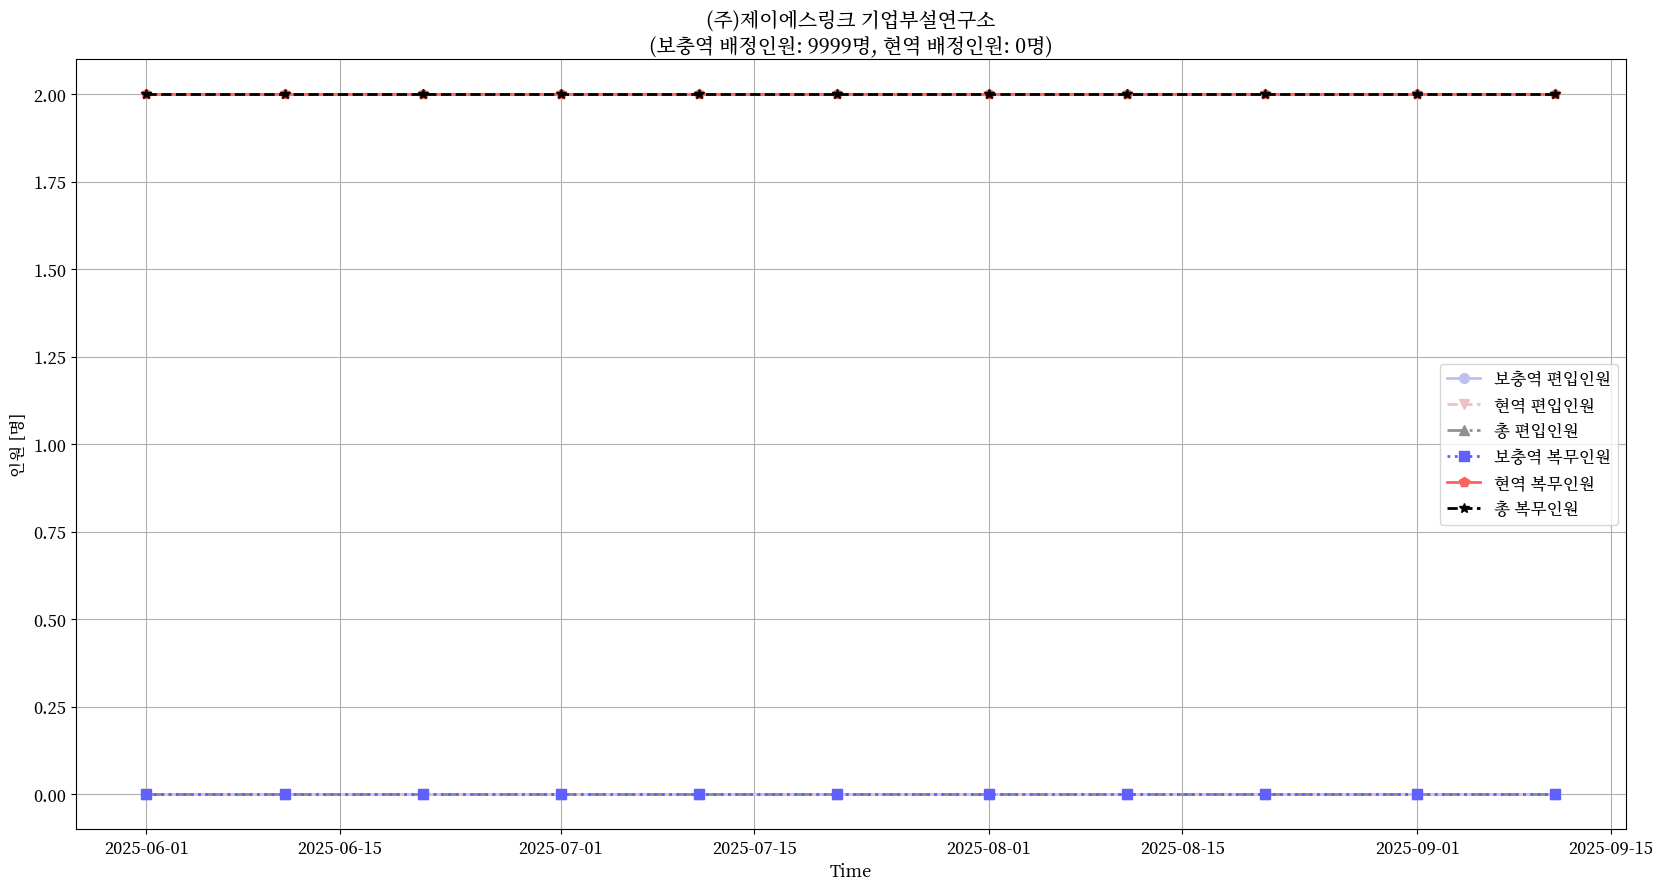 (주)제이에스링크 기업부설연구소
(보충역 배정인원: 9999명, 현역 배정인원: 0명)
인원 [명]
2.00
1.75
1.50
1.25
1.00
0.75
0.50
0.25
0.00
보충역 편입인원
현역 편입인원
총 편입인원
보충역 복무인원
현역 복무인원
총 복무인원
2025-06-01
2025-06-15
2025-07-01
2025-07-15
2025-08-01
2025-08-15
2025-09-01
2025-09-15
Time